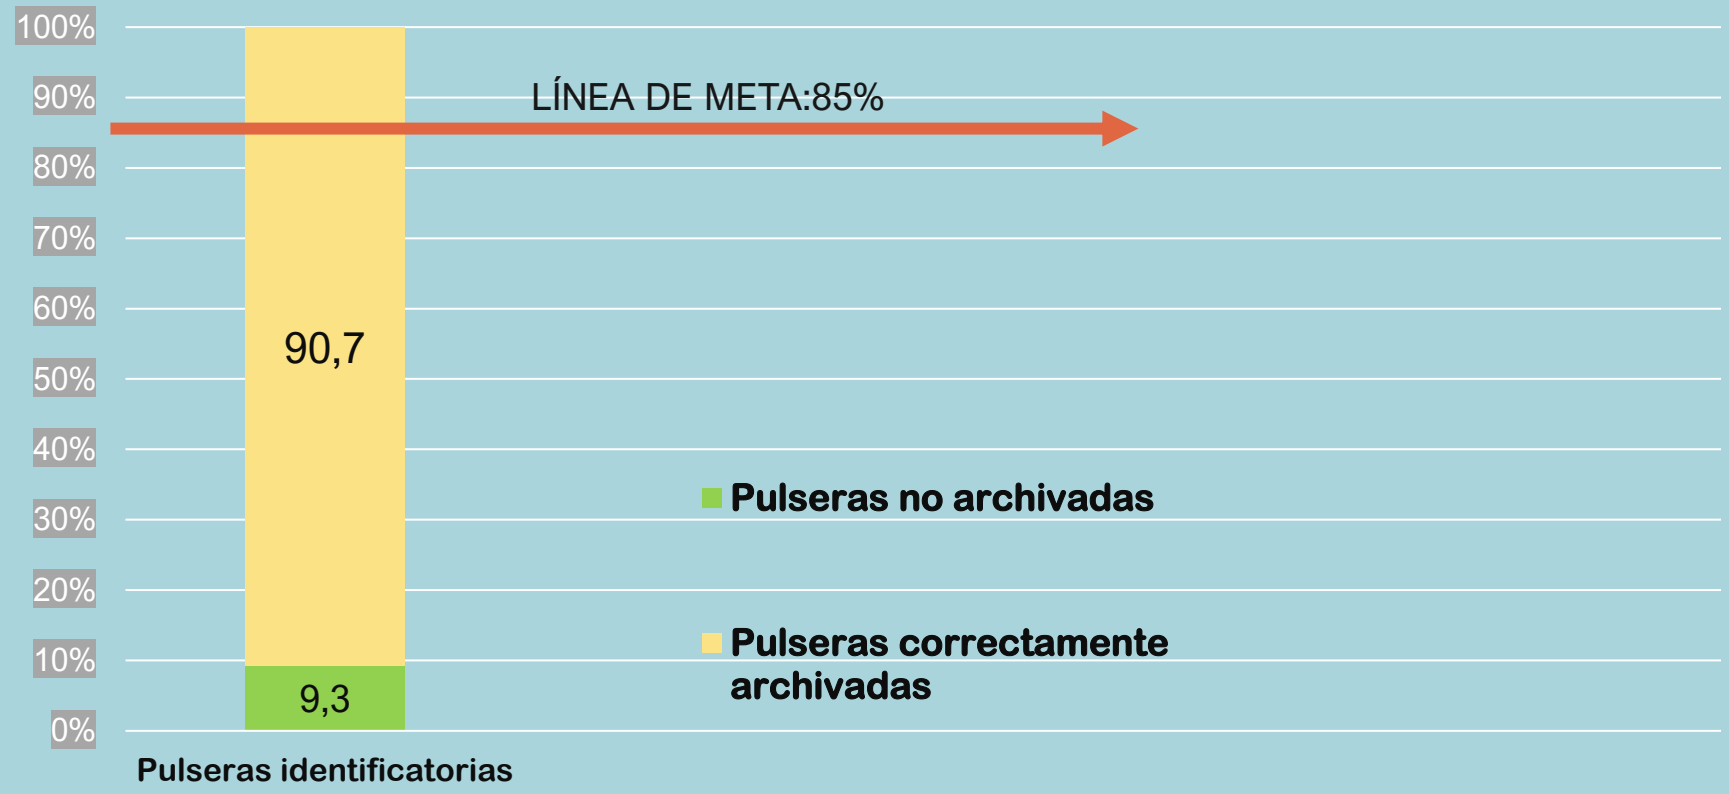 100%
90%
80%
70%
60%
50%
40%
30%
20%
10%
0%
LÍNEA DE META:85%
90,7
9,3
Pulseras no archivadas
Pulseras correctamente
archivadas
Pulseras identificatorias